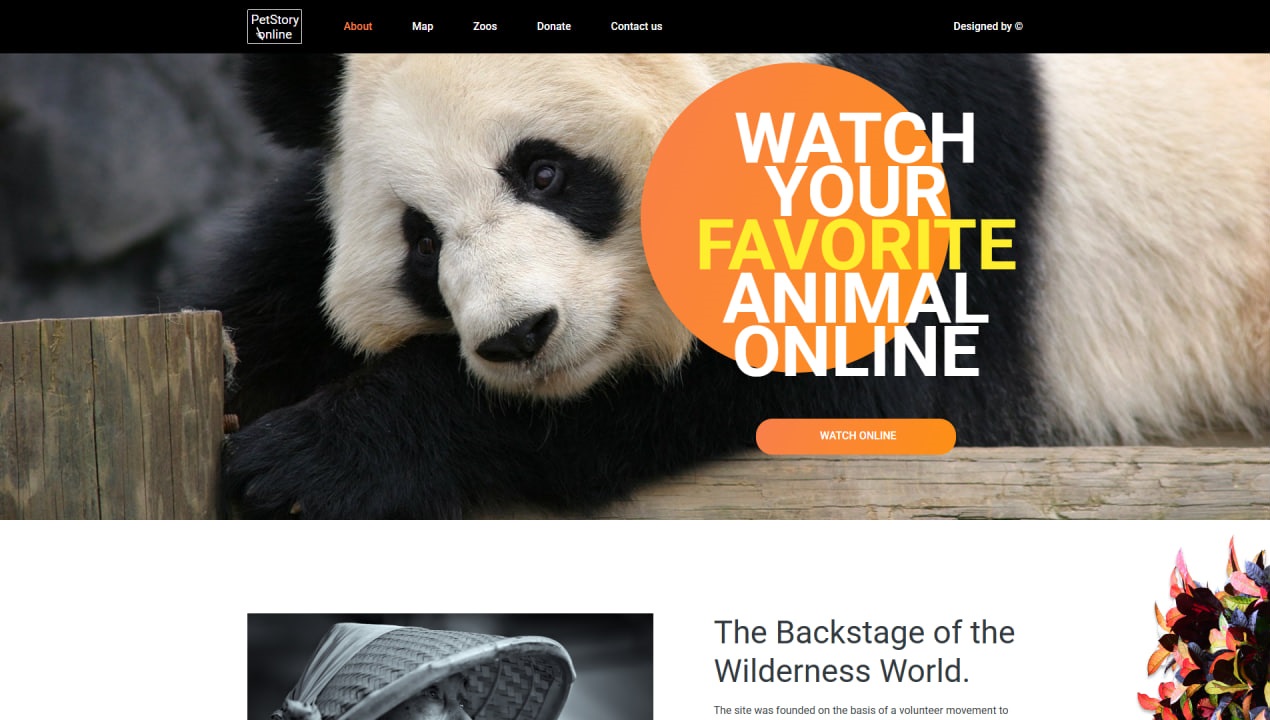 PetStory
online
About
Map
Zoos
Donate
Contact us
Designed by ©
WATCH
YOUR
FAVORITE
ANIMAL
ONLINE
WATCH ONLINE
The Backstage of the
Wilderness World.
The site was founded on the basis of a volunteer movement to